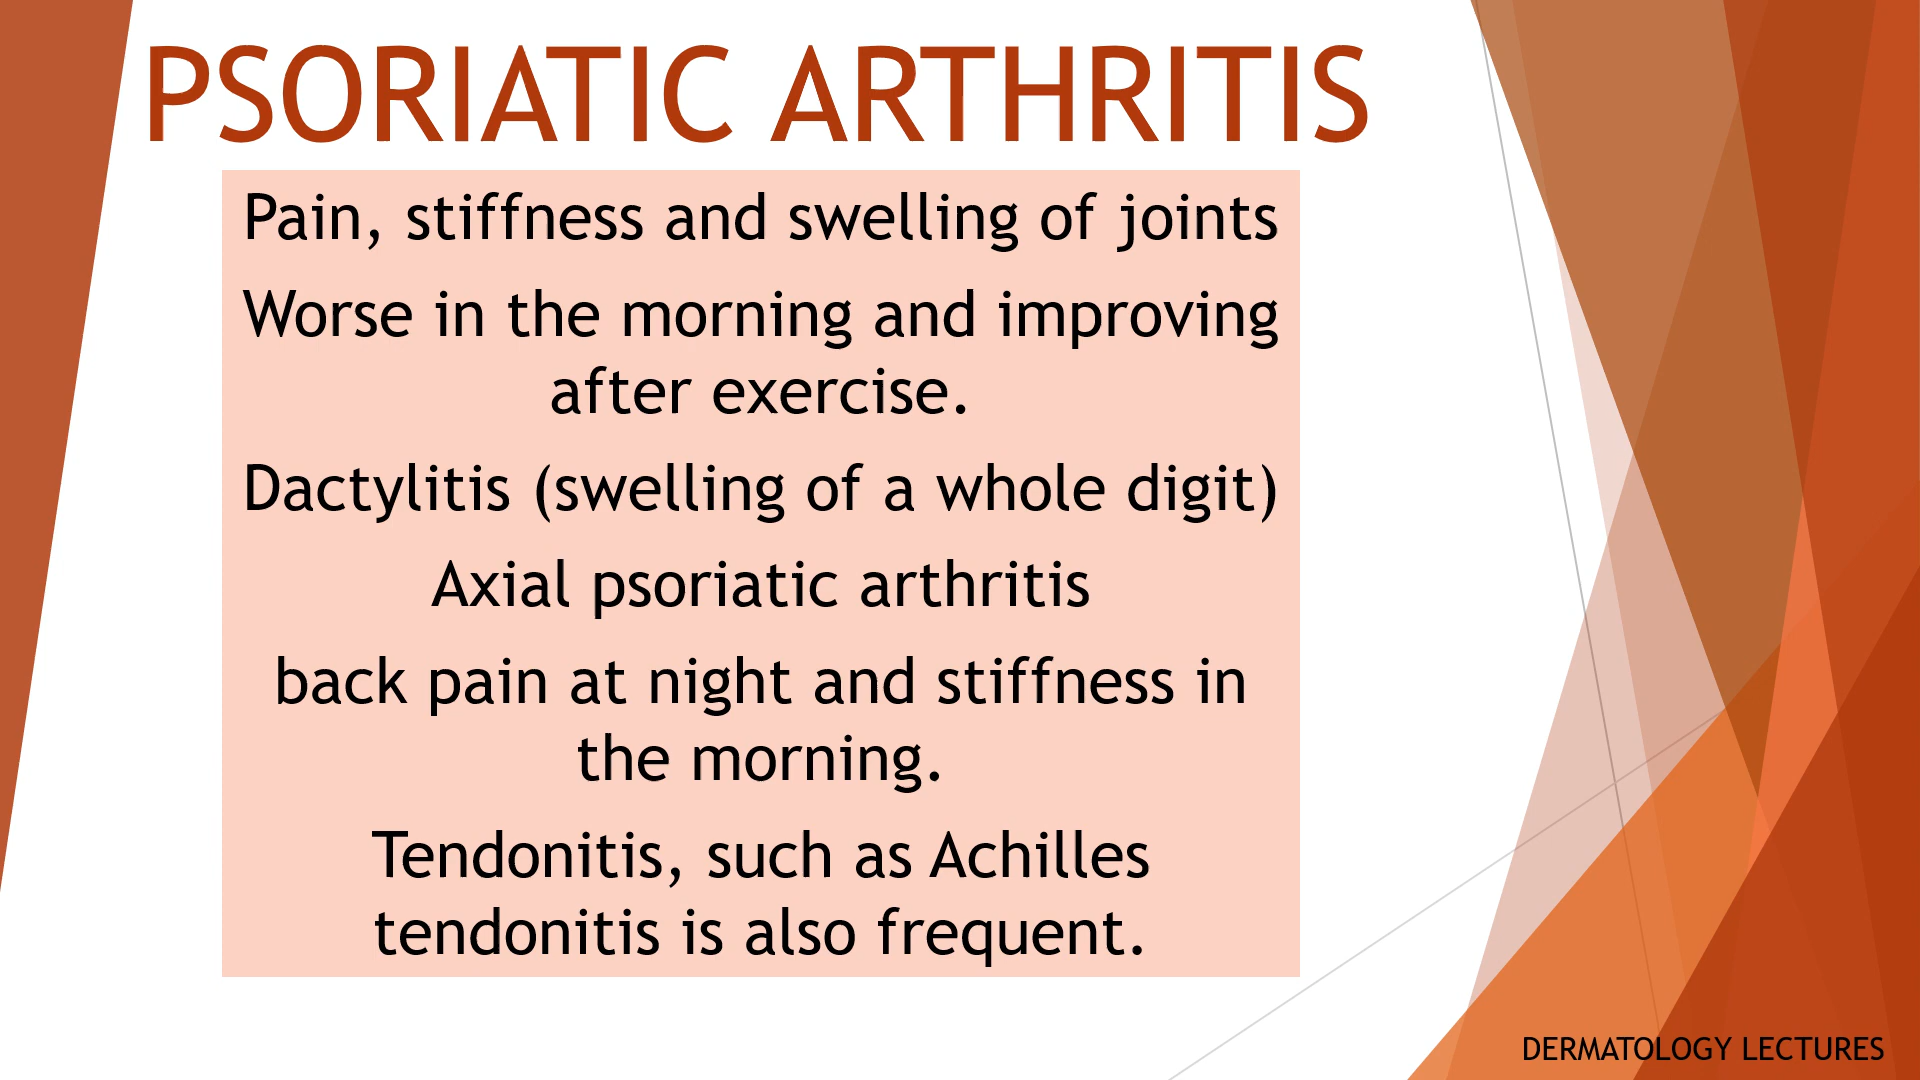 PSORIATIC ARTHRITIS
Pain, stiffness and swelling of joints
Worse in the morning and improving
after exercise.
Dactylitis (swelling of a whole digit)
Axial psoriatic arthritis
back pain at night and stiffness in
the morning.
Tendonitis, such as Achilles
tendonitis is also frequent.
DERMATOLOGY LECTURES